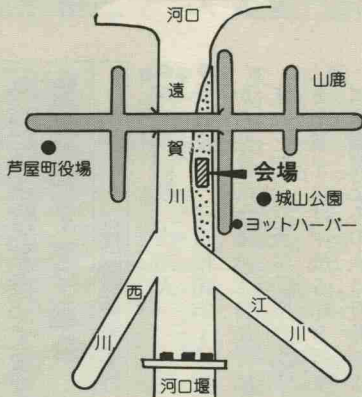 河口
山鹿
遠賀川
芦屋町役場
会場
城山公園
ヨットハーバー
西川
江川
河口堰